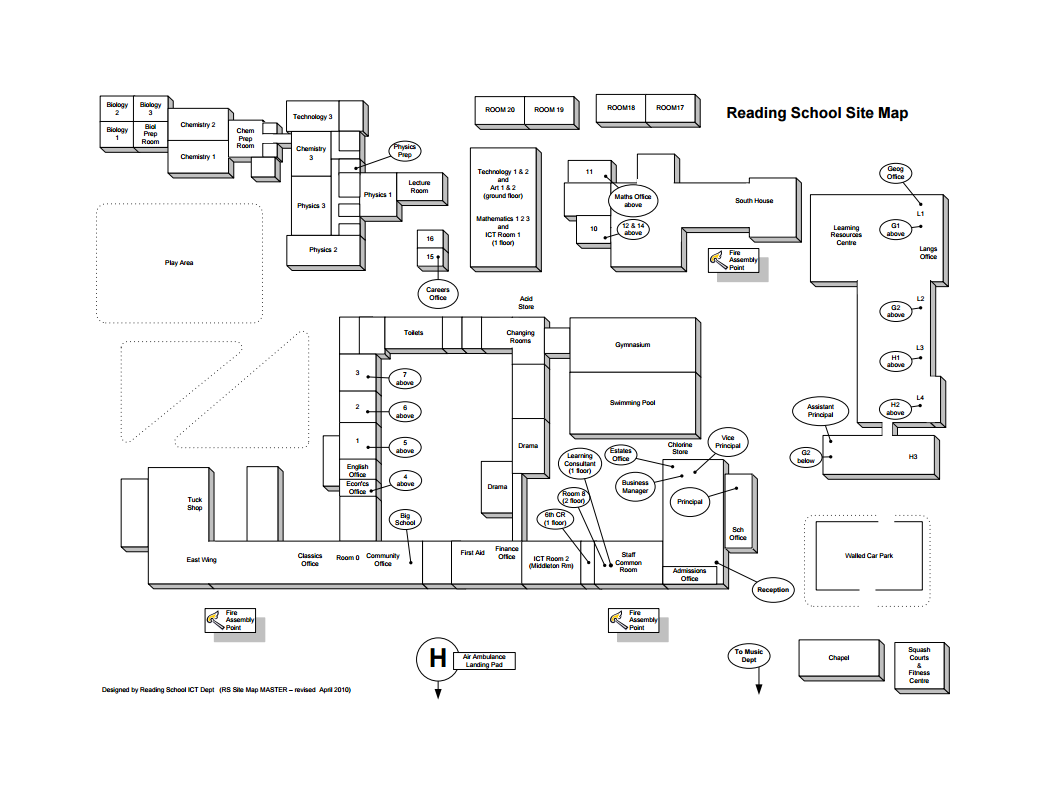 Reading School Site Map
Biology
2
Biology
3
Biology
1
Biol
Prep
Room
Chemistry 2
Chemistry 1
Chem
Prep
Room
Technology 3
Chemistry
3
Physics
Prep
Physics 3
Physics 1
Lecture
Room
Physics 2
16
15
Careers
Office
ROOM 20
ROOM 19
ROOM18
ROOM17
Technology 1 & 2
and
Art 1 & 2
(ground floor)
Mathematics 1 2 3
and
ICT Room 1
(1 floor)
11
Maths Office
above
10
12 & 14
above
South House
Fire
Assembly
Point
Geog
Office
L1
G1
above
Learning
Resources
Centre
Langs
Office
L2
G2
above
L3
H1
above
L4
H2
above
Assistant
Principal
G2
below
H3
Play Area
Acid
Store
Toilets
Changing
Rooms
Gymnasium
Swimming Pool
3
7
above
2
6
above
1
5
above
English
Office
Econ'cs
Office
4
above
Drama
Drama
Big
School
Learning
Consultant
(1 floor)
Room 8
(2 floor)
6th CR
(1 floor)
Estates
Office
Chlorine
Store
Vice
Principal
Business
Manager
Principal
Sch
Office
Tuck
Shop
East Wing
Classics
Office
Room 0
Community
Office
First Aid
Finance
Office
ICT Room 2
(Middleton Rm)
Staff
Common
Room
Admissions
Office
Reception
Walled Car Park
Fire
Assembly
Point
Fire
Assembly
Point
H
Air Ambulance
Landing Pad
To Music
Dept
Chapel
Squash
Courts
&
Fitness
Centre
Designed by Reading School ICT Dept (RS Site Map MASTER – revised April 2010)